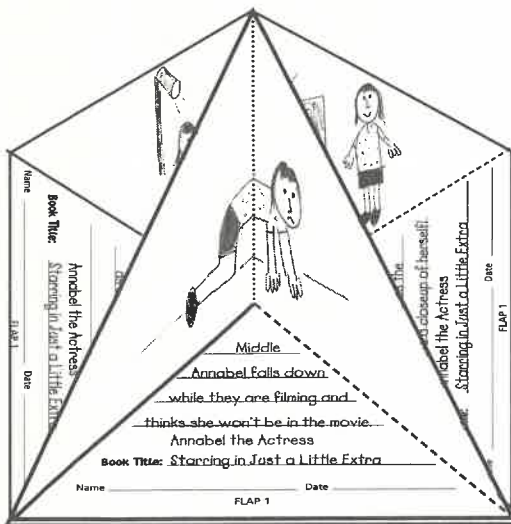 Middle
Annabel falls down
while they are filming and
thinks she won't be in the movie.
Annabel the Actress
Book Title: Starring in Just a Little Extra
Name Date
FLAP 1
Name Date
Book Title:
Annabel the Actress
Starring in Just a Little Extra
FLAP 1
the
a closeup of herself.
Annabel the Actress
Starring in Just a Little Extra
Date
FLAP 1